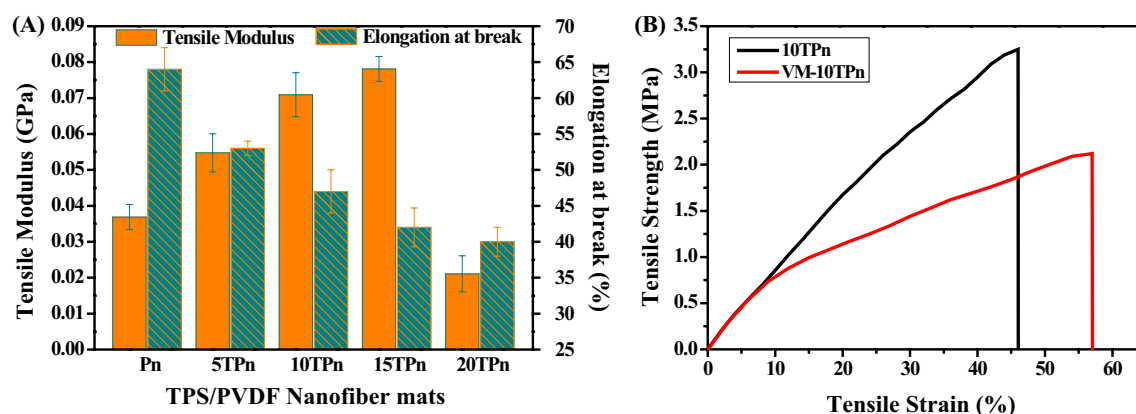 (A)
Tensile Modulus
Elongation at break
Tensile Modulus (GPa)
0.09
0.08
0.07
0.06
0.05
0.04
0.03
0.02
0.01
0.00
70
65
60
55
50
45
40
35
30
25
Elongation at break (%)
Pn 5TPn 10TPn 15TPn 20TPn
TPS/PVDF Nanofiber mats
(B)
10TPn
VM-10TPn
Tensile Strength (MPa)
3.5
3.0
2.5
2.0
1.5
1.0
0.5
0.0
0 10 20 30 40 50 60
Tensile Strain (%)